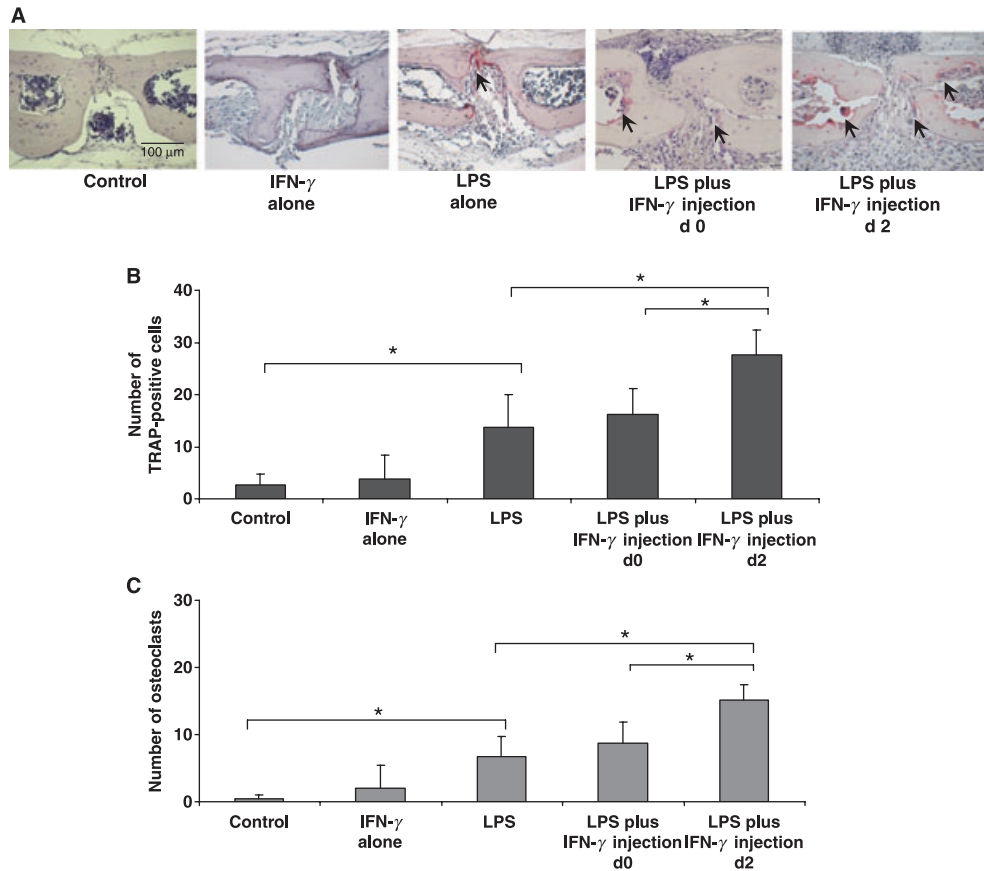 A
100 μm
Control
IFN-γ
alone
LPS
alone
LPS plus
IFN-γ injection
d 0
LPS plus
IFN-γ injection
d 2
B
Number of
TRAP-positive cells
40
30
20
10
0
*
*
*
Control
IFN-γ
alone
LPS
LPS plus
IFN-γ injection
d0
LPS plus
IFN-γ injection
d2
C
Number of osteoclasts
30
20
10
0
*
*
*
Control
IFN-γ
alone
LPS
LPS plus
IFN-γ injection
d0
LPS plus
IFN-γ injection
d2